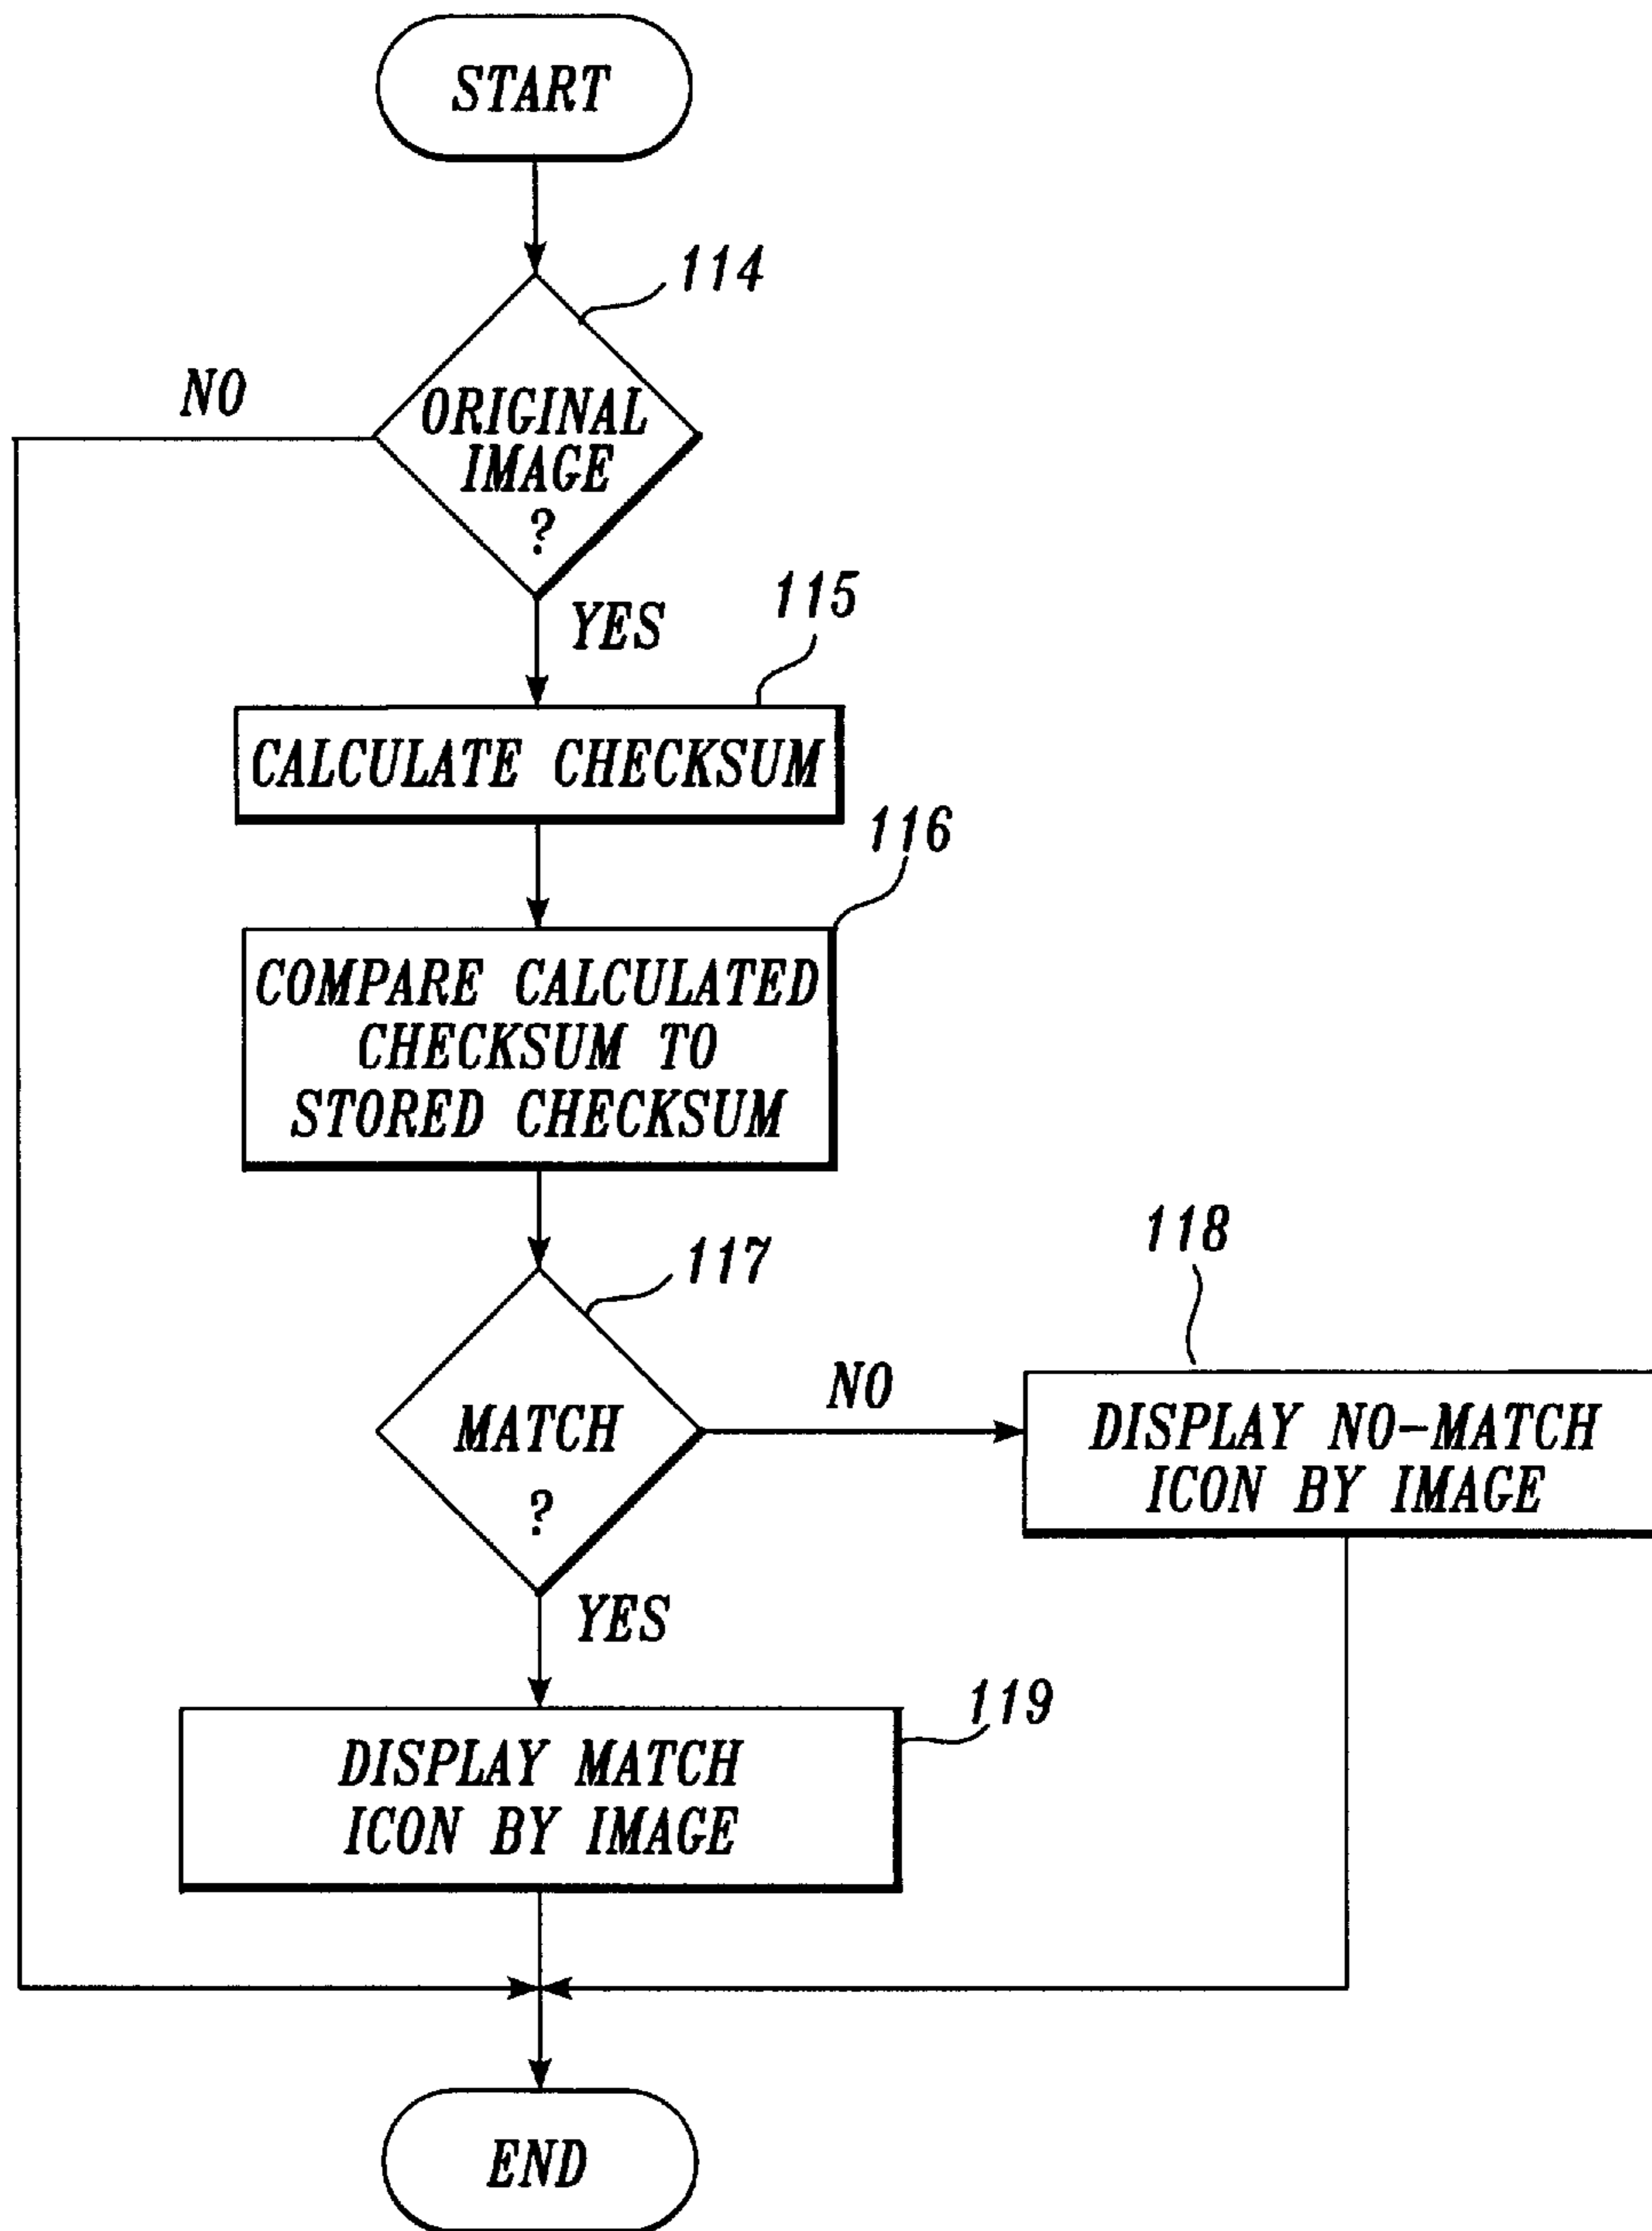 START
114
NO
ORIGINAL
IMAGE
?
YES
115
CALCULATE CHECKSUM
116
COMPARE CALCULATED
CHECKSUM TO
STORED CHECKSUM
117
118
NO
MATCH
?
DISPLAY NO-MATCH
ICON BY IMAGE
YES
119
DISPLAY MATCH
ICON BY IMAGE
END